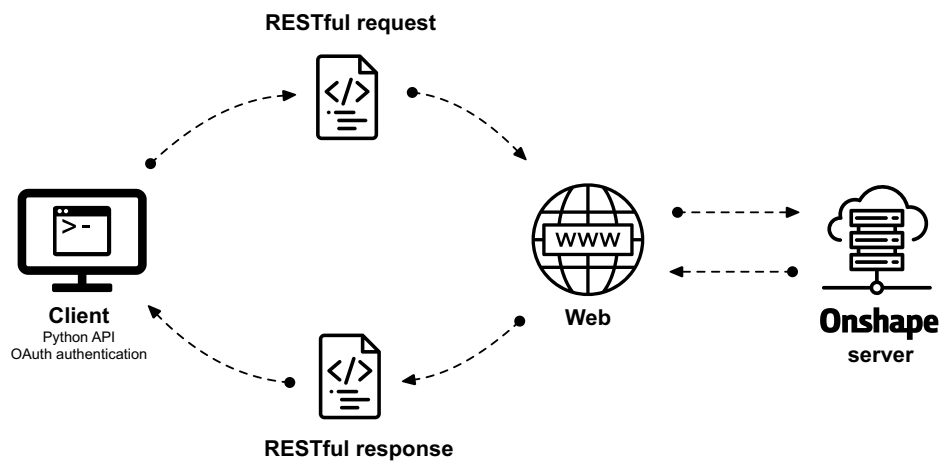 RESTful request
</>
>-
www
Client
Python API
OAuth authentication
Web
Onshape
server
</>
RESTful response